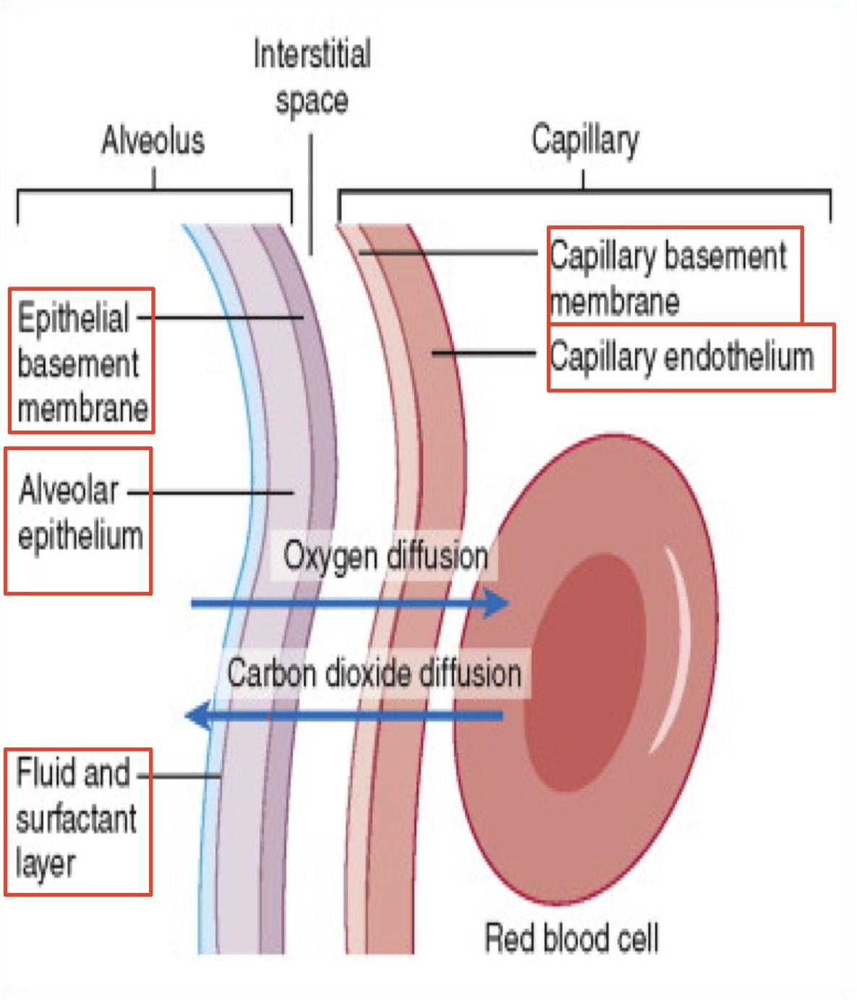 Interstitial
space
Alveolus
Capillary
Capillary basement
membrane
Epithelial
basement
membrane
Capillary endothelium
Alveolar
epithelium
Oxygen diffusion
Carbon dioxide diffusion
Fluid and
surfactant
layer
Red blood cell